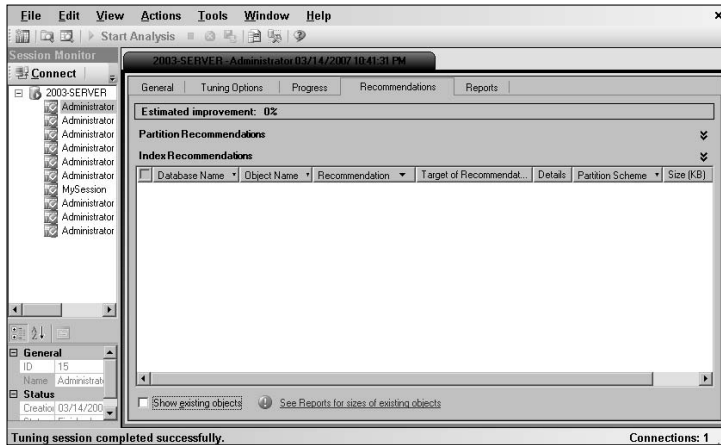 File Edit View Actions Tools Window Help
Start Analysis
Session Monitor
2003-SERVER - Administrator 03/14/2007 10:41:31 PM
Connect
General Tuning Options Progress Recommendations Reports
2003-SERVER
Administrator
Estimated improvement: 0%
Administrator
Administrator
Partition Recommendations
Administrator
Administrator
Index Recommendations
Administrator
Database Name Object Name Recommendation Target of Recommendat... Details Partition Scheme Size (KB)
MySession
Administrator
Administrator
Administrator
General
ID 15
Name Administrat
Status
Creation 03/14/200
Show existing objects See Reports for sizes of existing objects
Tuning session completed successfully. Connections: 1